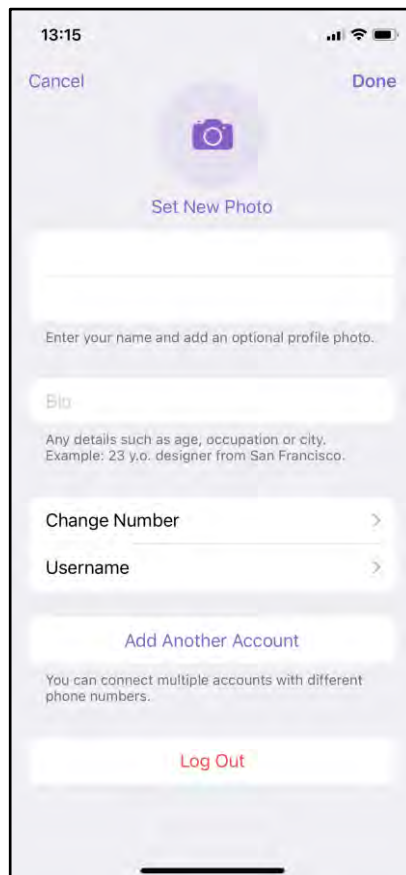 13:15
Cancel
Done
Set New Photo
Enter your name and add an optional profile photo.
Bio
Any details such as age, occupation or city.
Example: 23 y.o. designer from San Francisco.
Change Number
Username
Add Another Account
You can connect multiple accounts with different
phone numbers.
Log Out